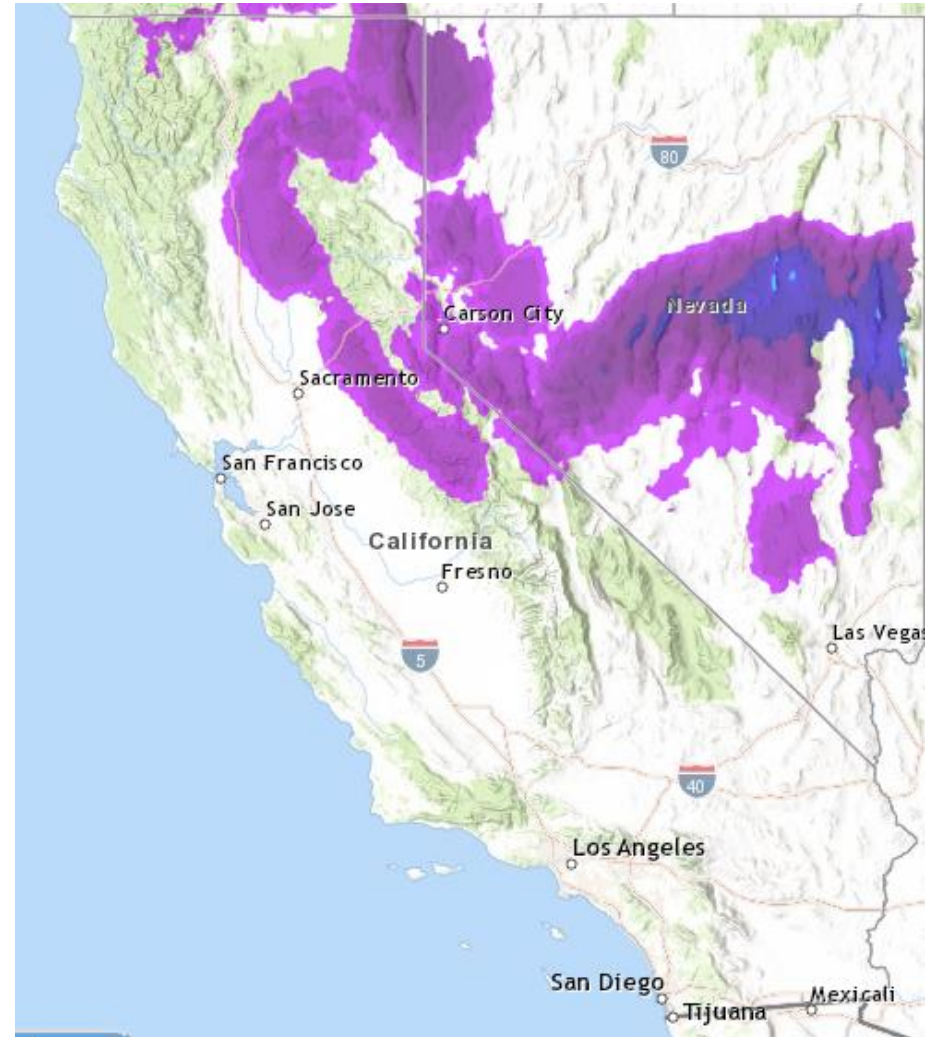 80
Nevada
Carson City
Sacramento
San Francisco
San Jose
California
Fresno
Las Vegas
5
40
Los Angeles
San Diego
Mexicali
Tijuana